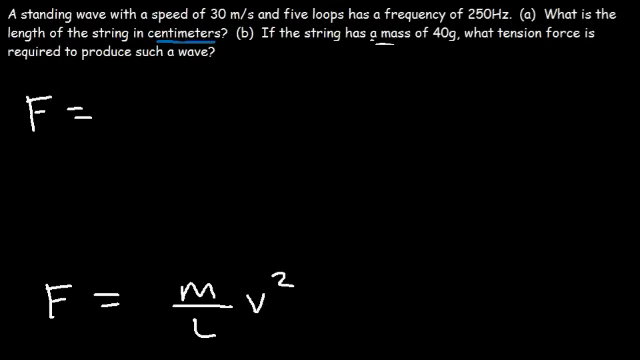 A standing wave with a speed of 30 m/s and five loops has a frequency of 250Hz. (a) What is the
length of the string in centimeters? (b) If the string has a mass of 40g, what tension force is
required to produce such a wave?
F =
F = m/L v²